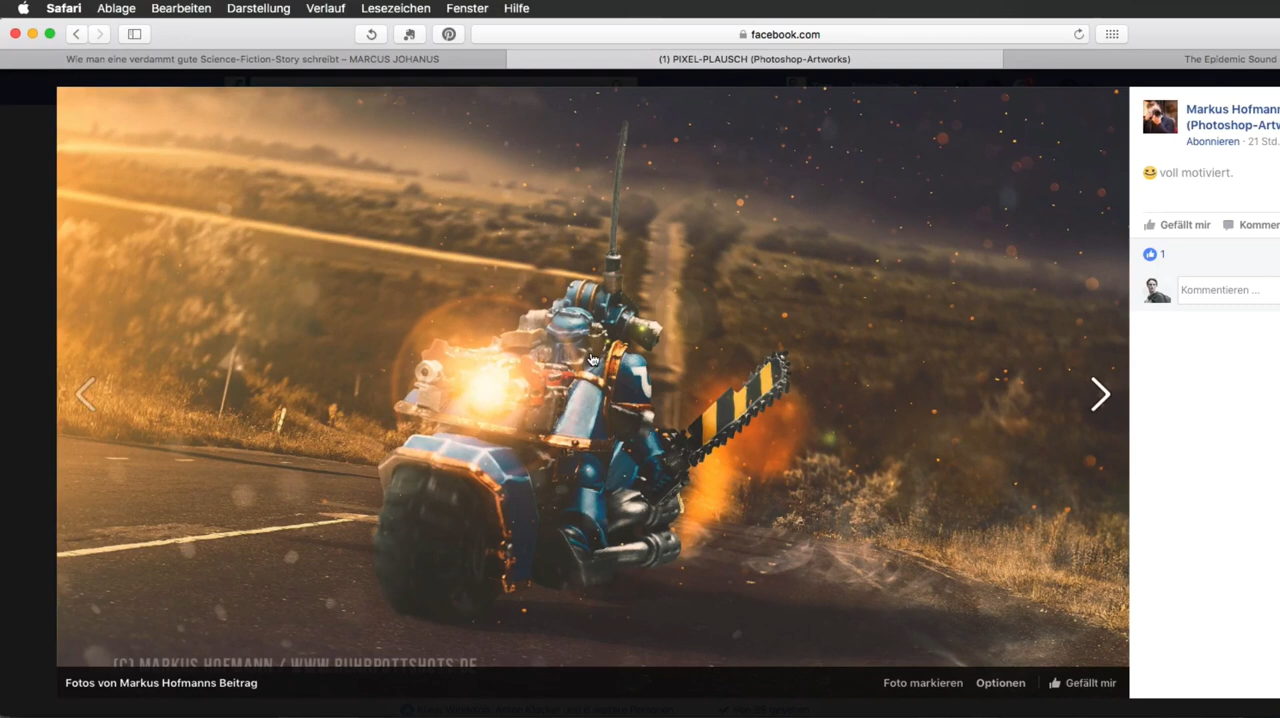 Safari Ablage Bearbeiten Darstellung Verlauf Lesezeichen Fenster Hilfe
facebook.com
Wie man eine verdammt gute Science-Fiction-Story schreibt – MARCUS JOHANUS
(1) PIXEL-PLAUSCH (Photoshop-Artworks)
The Epidemic Sound
Markus Hofmann
(Photoshop-Artw
Abonnieren · 21 Std.
voll motiviert.
Gefällt mir Kommen
1
Kommentieren ...
(C) MARKUS HOFMANN / WWW.RUHRPOTTSHOTS.DE
Fotos von Markus Hofmanns Beitrag
Foto markieren Optionen Gefällt mir